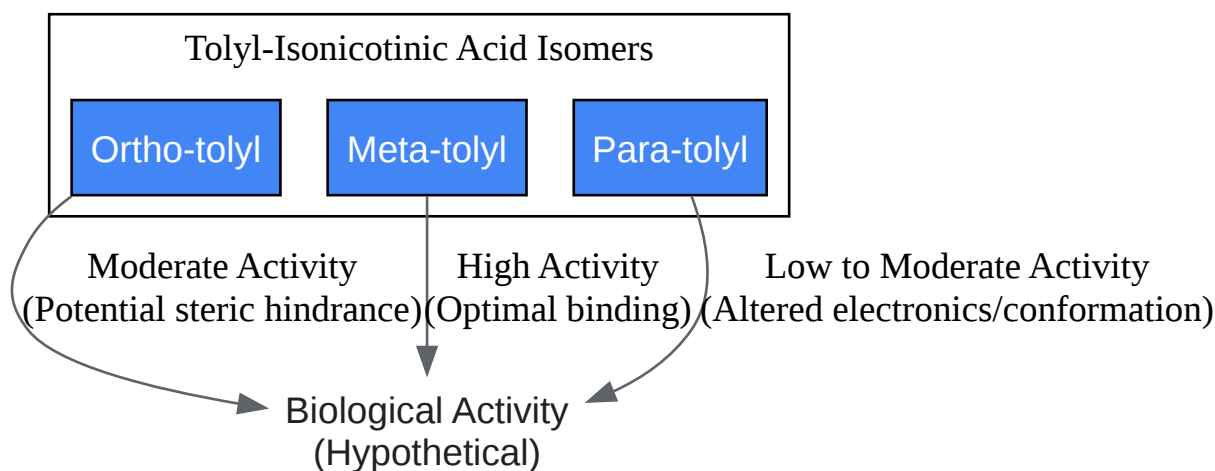 Tolyl-Isonicotinic Acid Isomers
Ortho-tolyl
Meta-tolyl
Para-tolyl
Moderate Activity
(Potential steric hindrance)
High Activity
(Optimal binding)
Low to Moderate Activity
(Altered electronics/conformation)
Biological Activity
(Hypothetical)